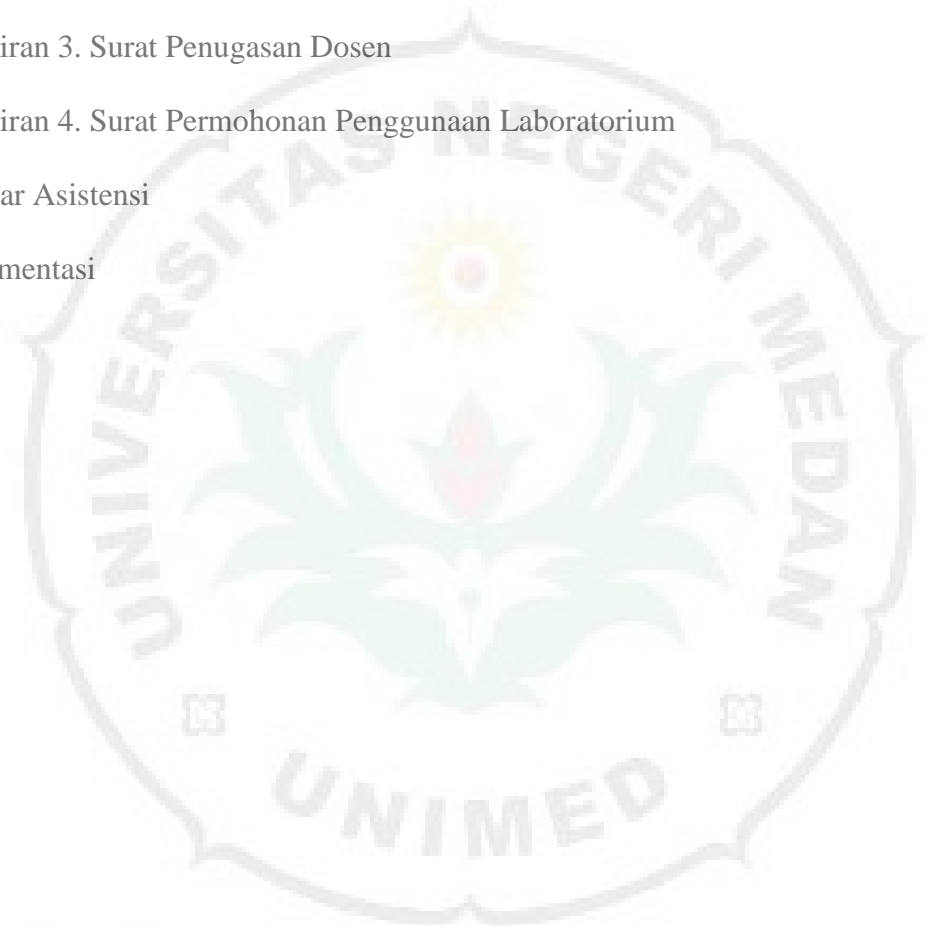 iran 3. Surat Penugasan Dosen
iran 4. Surat Permohonan Penggunaan Laboratorium
ar Asistensi
mentasi
UNIVERSITAS NEGERI MEDAN
UNIMED